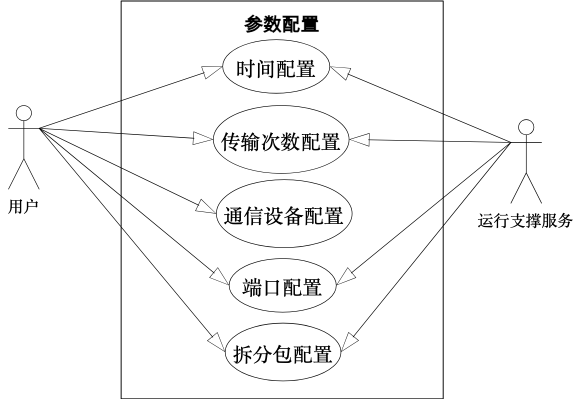 参数配置
时间配置
传输次数配置
通信设备配置
端口配置
拆分包配置
用户
运行支撑服务